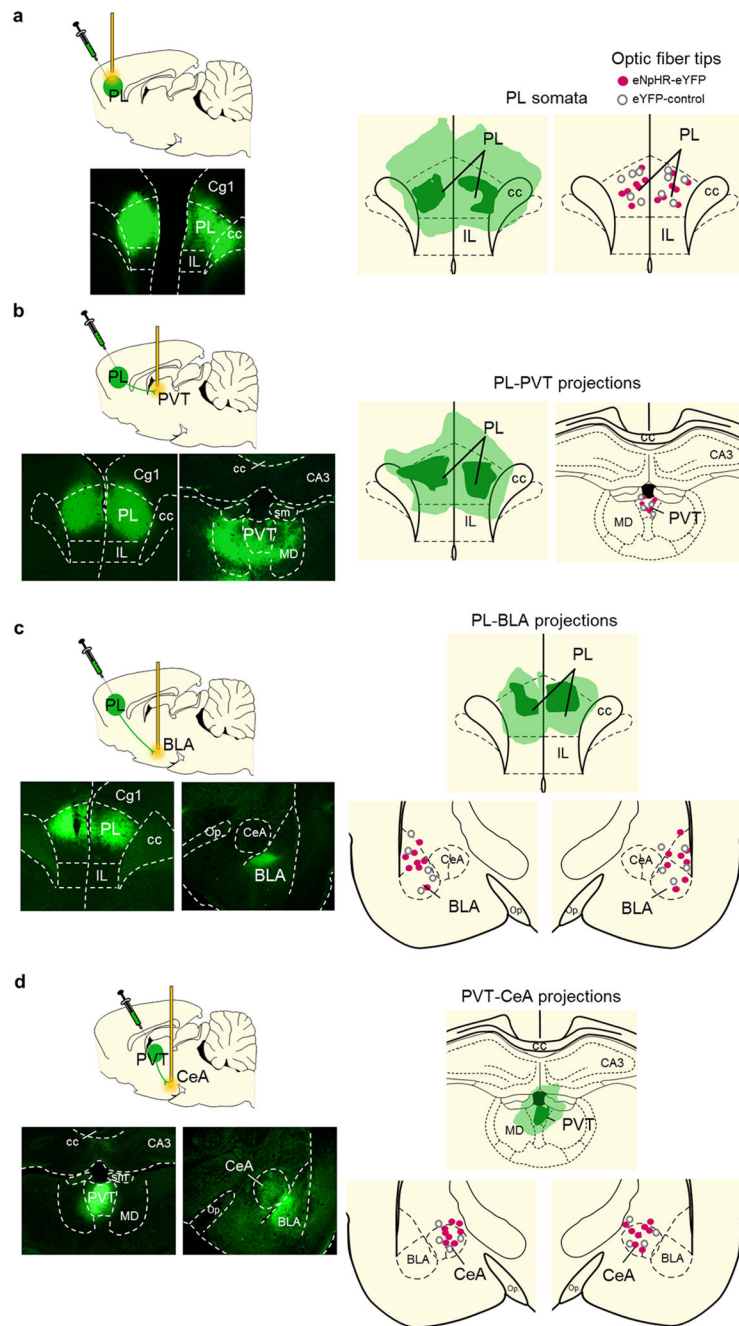 a
PL
Cg1
PL
cc
IL
Optic fiber tips
eNpHR-eYFP
eYFP-control
PL somata
PL
cc
IL
PL
cc
IL
b
PL
PVT
Cg1
PL
cc
IL
cc
CA3
sm
PVT
MD
PL-PVT projections
PL
cc
IL
cc
CA3
MD
PVT
c
PL
BLA
Cg1
PL
cc
IL
Op.
CeA
BLA
PL-BLA projections
PL
cc
IL
CeA
BLA
Op.
CeA
BLA
Op.
d
PVT
CeA
cc
CA3
sm
PVT
MD
CeA
Op.
BLA
PVT-CeA projections
cc
CA3
MD
PVT
BLA
CeA
Op.
CeA
BLA
Op.